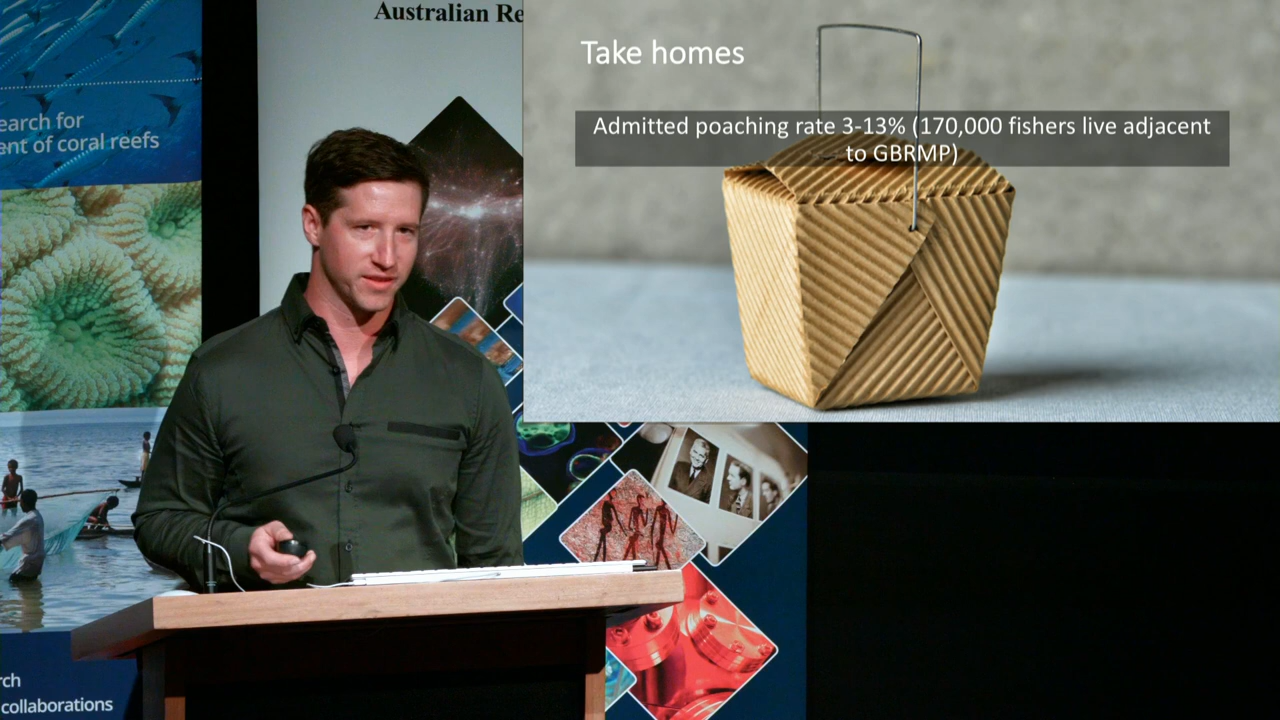 Australian Re
earch for
ent of coral reefs
Take homes
Admitted poaching rate 3-13% (170,000 fishers live adjacent
to GBRMP)
rch
collaborations